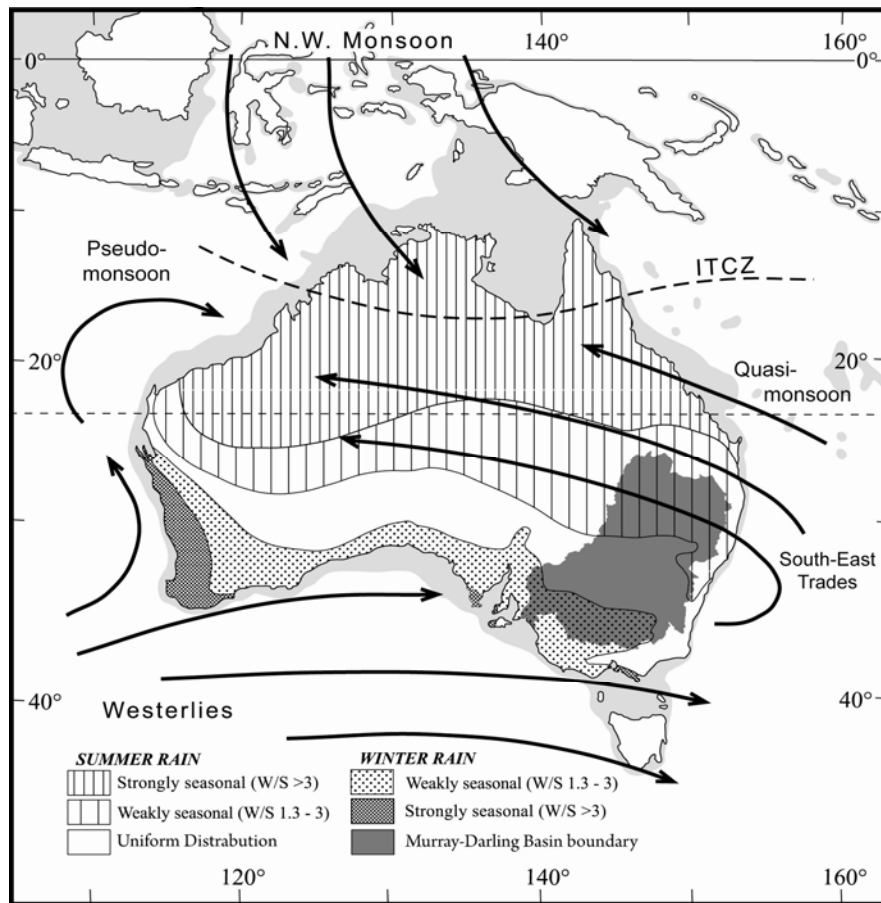 N.W. Monsoon
140°
160°
0°
0°
Pseudo-
monsoon
ITCZ
20°
20°
Quasi-
monsoon
South-East
Trades
40°
40°
Westerlies
SUMMER RAIN
Strongly seasonal (W/S >3)
Weakly seasonal (W/S 1.3 - 3)
Uniform Distrabution
WINTER RAIN
Weakly seasonal (W/S 1.3 - 3)
Strongly seasonal (W/S >3)
Murray-Darling Basin boundary
120°
140°
160°